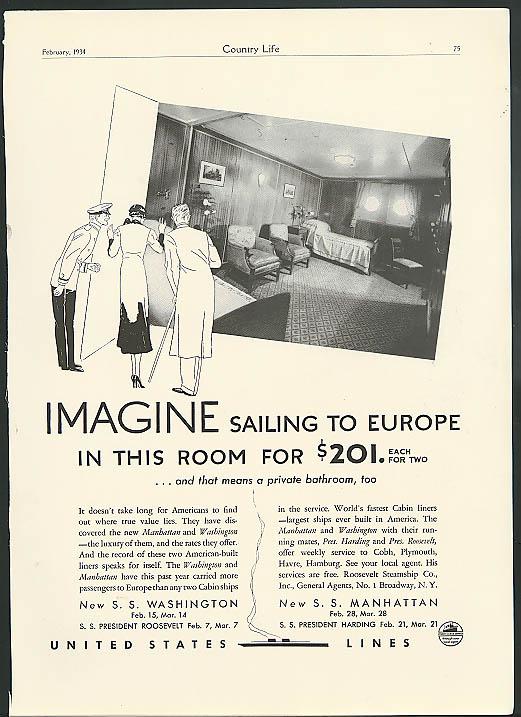 February, 1934
Country Life
75
IMAGINE SAILING TO EUROPE
IN THIS ROOM FOR $201. EACH FOR TWO
... and that means a private bathroom, too
It doesn't take long for Americans to find
out where true value lies. They have dis-
covered the new Manhattan and Washington
—the luxury of them, and the rates they offer.
And the record of these two American-built
liners speaks for itself. The Washington and
Manhattan have this past year carried more
passengers to Europe than any two Cabin ships
in the service. World's fastest Cabin liners
—largest ships ever built in America. The
Manhattan and Washington with their run-
ning mates, Pres. Harding and Pres. Roosevelt,
offer weekly service to Cobh, Plymouth,
Havre, Hamburg. See your local agent. His
services are free. Roosevelt Steamship Co.,
Inc., General Agents, No. 1 Broadway, N. Y.
New S. S. WASHINGTON
Feb. 15, Mar. 14
S. S. PRESIDENT ROOSEVELT Feb. 7, Mar. 7
New S. S. MANHATTAN
Feb. 28, Mar. 28
S. S. PRESIDENT HARDING Feb. 21, Mar. 21
UNITED STATES LINES